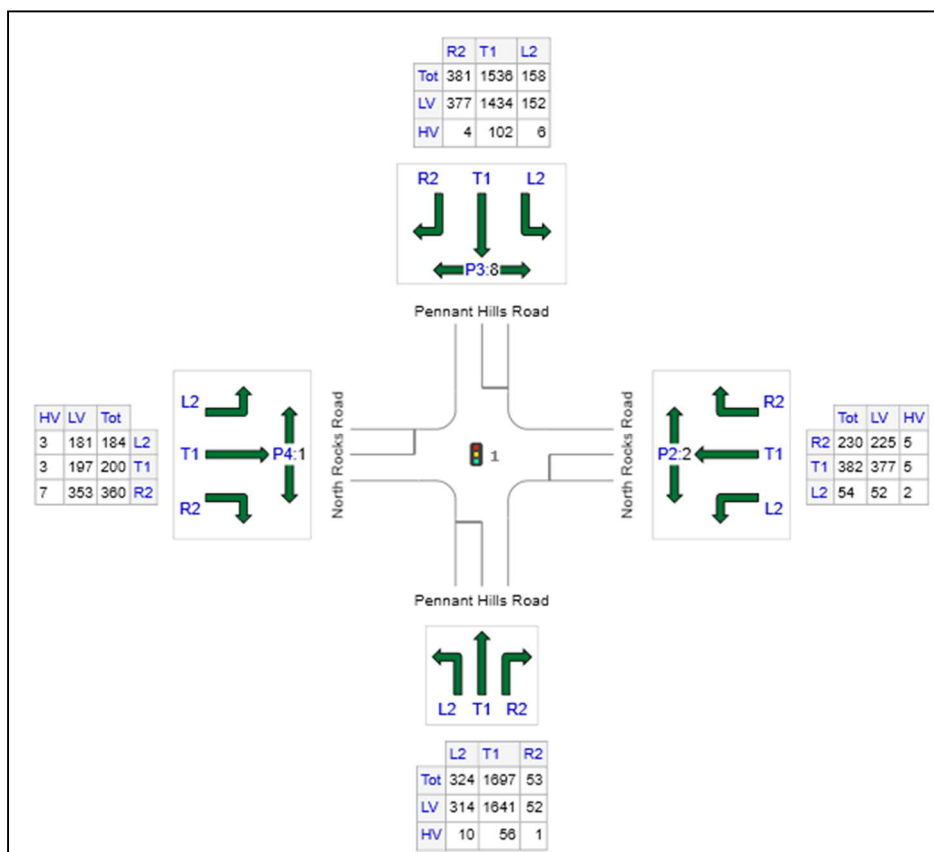 R2 T1 L2
Tot 381 1536 158
LV 377 1434 152
HV 4 102 6
R2 T1 L2
P3:8
Pennant Hills Road
HV LV Tot
3 181 184 L2
3 197 200 T1
7 353 360 R2
L2
T1 P4:1
R2
North Rocks Road
1
North Rocks Road
R2
P2:2 T1
L2
Tot LV HV
R2 230 225 5
T1 382 377 5
L2 54 52 2
Pennant Hills Road
L2 T1 R2
L2 T1 R2
Tot 324 1697 53
LV 314 1641 52
HV 10 56 1